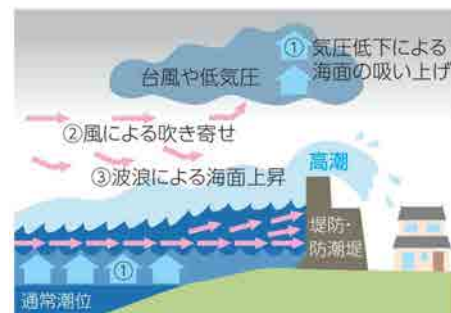 ① 気圧低下による
海面の吸い上げ
台風や低気圧
②風による吹き寄せ
③波浪による海面上昇
高潮
堤防・
防潮堤
①
通常潮位